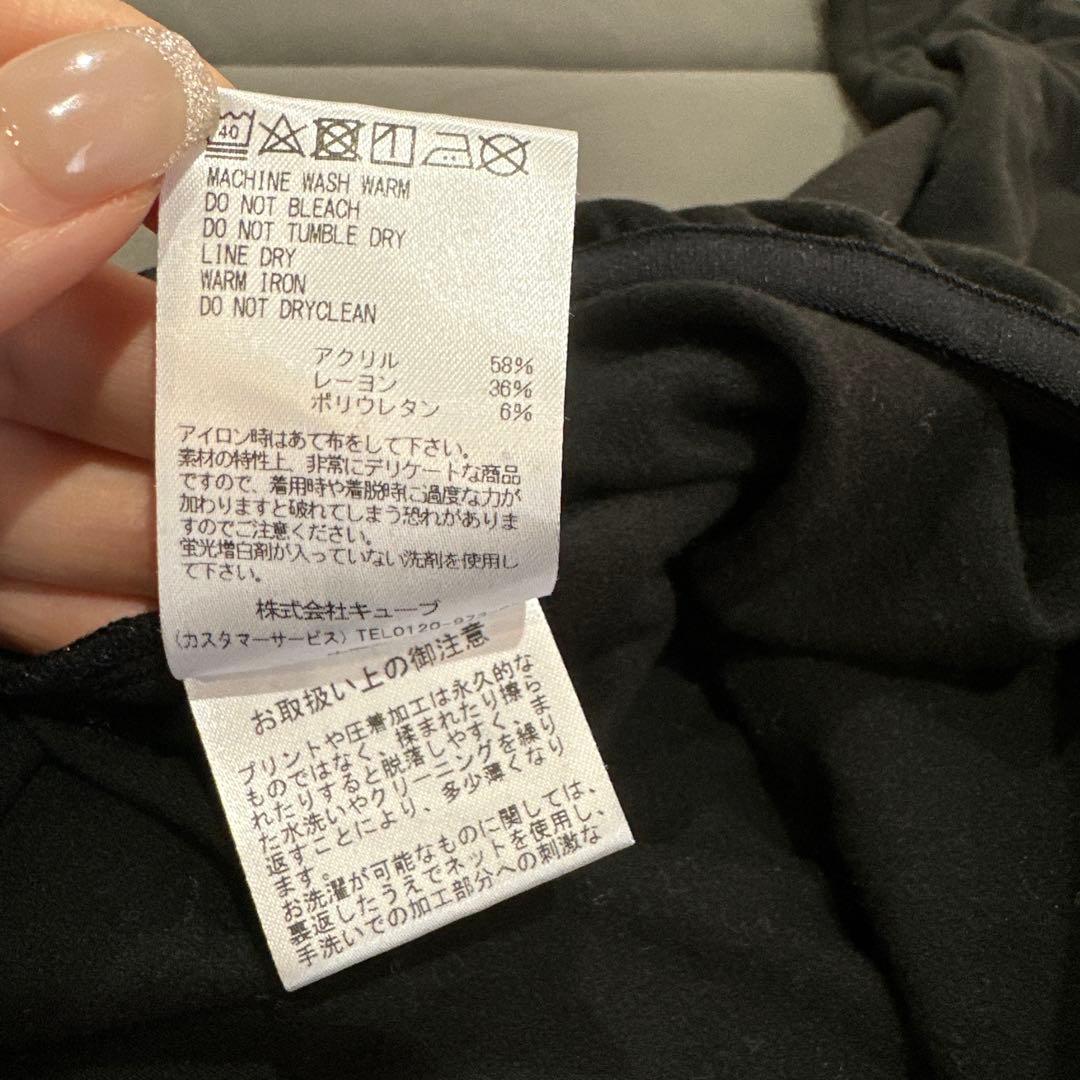 40
MACHINE WASH WARM
DO NOT BLEACH
DO NOT TUMBLE DRY
LINE DRY
WARM IRON
DO NOT DRYCLEAN
アクリル 58%
レーヨン 36%
ポリウレタン 6%
アイロン時はあて布をして下さい。
素材の特性上、非常にデリケートな商品
ですので、着用時や着脱時に過度な力が
加わりますと破れてしまう恐れがありま
すのでご注意ください。
蛍光増白剤が入っていない洗剤を使用し
て下さい。
株式会社キューブ
(カスタマーサービス) TEL0120-
お取扱い上の御注意
プリントや圧着加工は永久的な
ものではなく、揉まれたり擦ら
れたりすると脱落しやすく、ま
た水洗いやクリーニングを繰り
返すことにより、多少薄くなり
ます。
お洗濯が可能なものに関しては、
裏返したうえでネットを使用し、
手洗いでの加工部分への刺激な